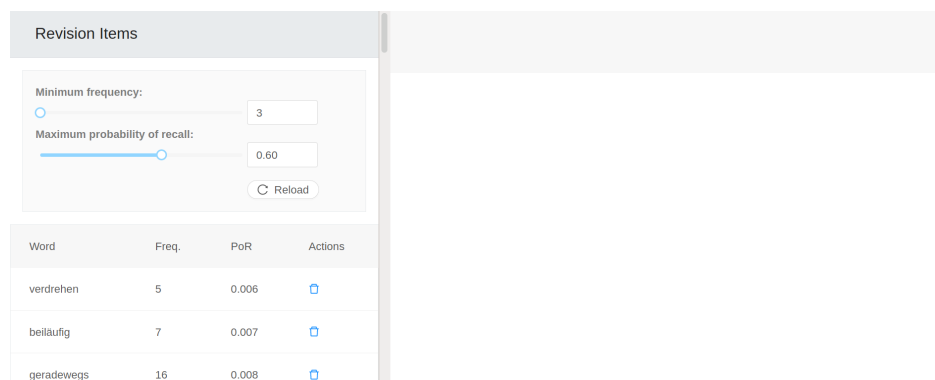 Revision Items
Minimum frequency:
3
Maximum probability of recall:
0.60
Reload
Word Freq. PoR Actions
verdrehen 5 0.006
beiläufig 7 0.007
geradewegs 16 0.008